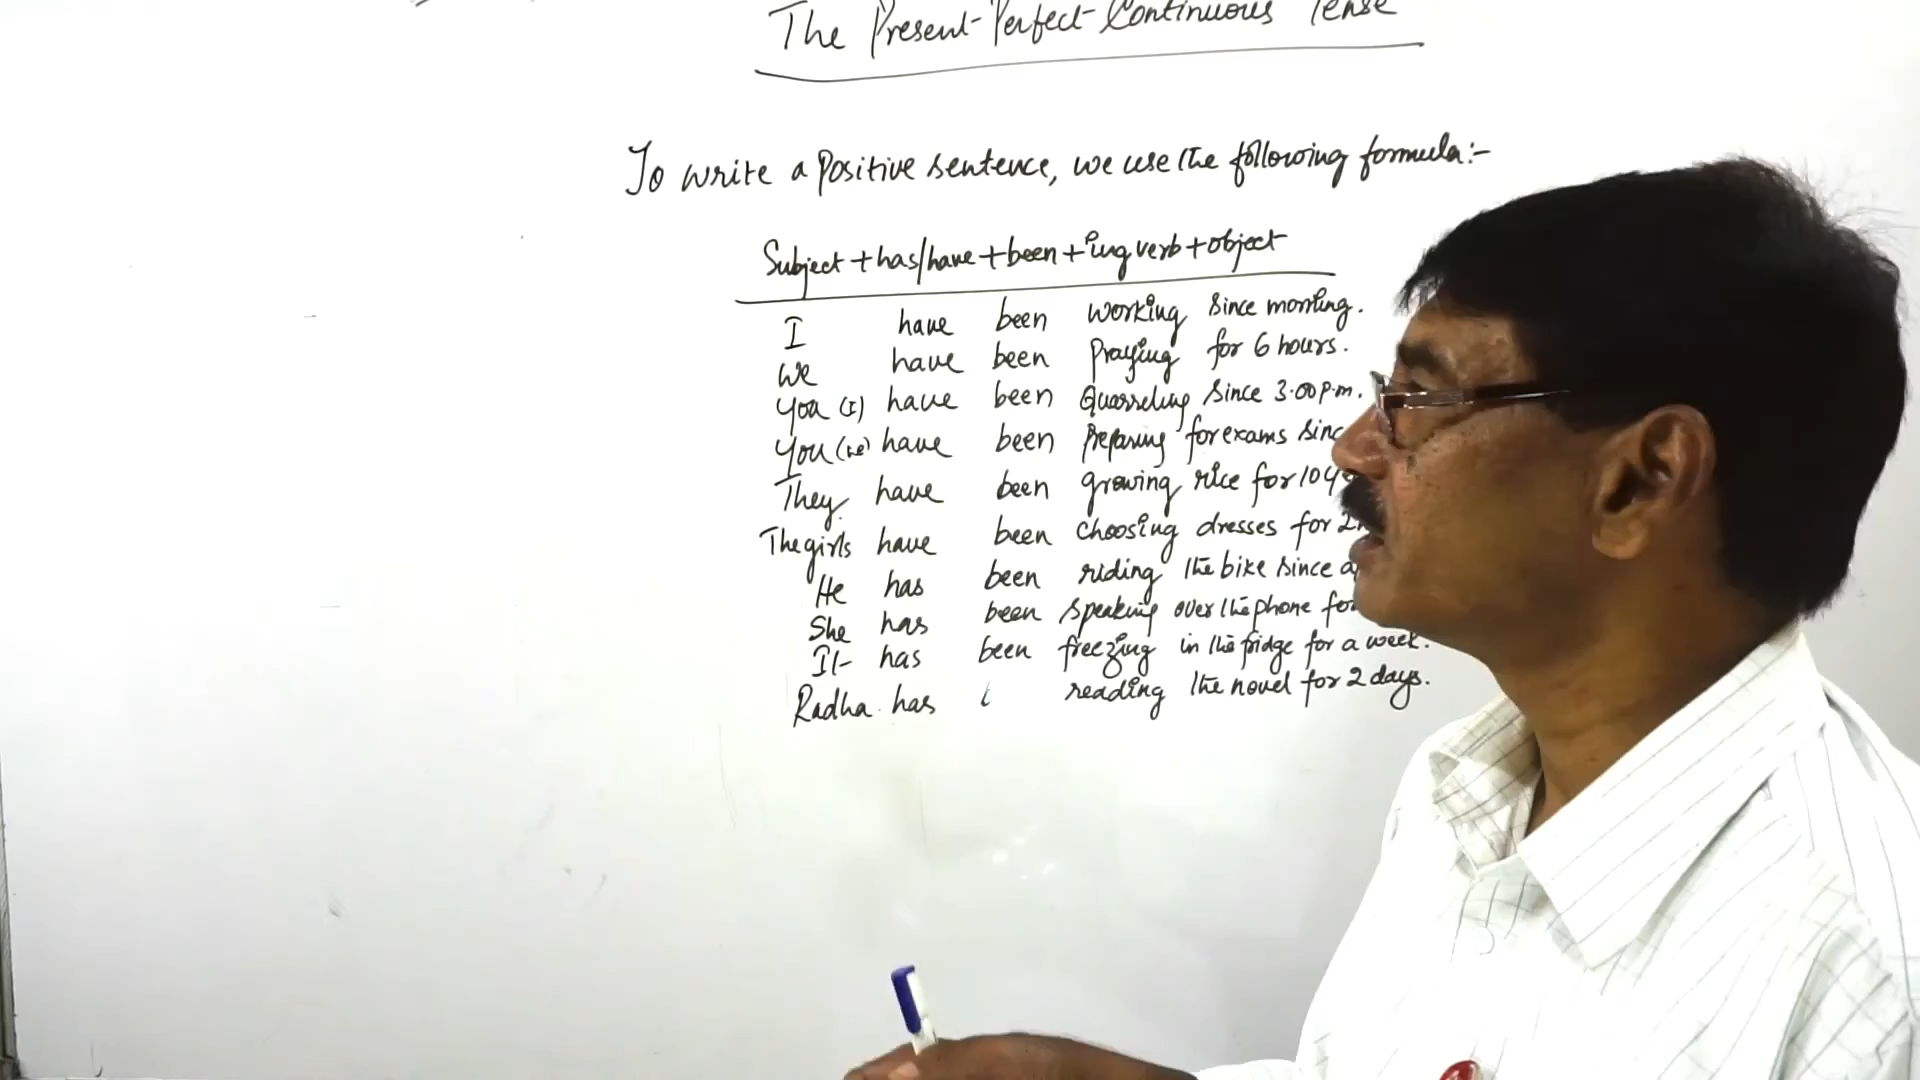 The Present Perfect Continuous Tense
To write a positive sentence, we use the following formula:-
Subject + has/have + been + ing verb + object
I have been working since morning.
We have been praying for 6 hours.
You (I) have been quarreling since 3.00 p.m.
You have been preparing for exams
They have been growing rice for 10
The girls have been choosing dresses for
He has been riding the bike since
She has been speaking over the phone
It has been freezing in the fridge for a week.
Radha has reading the novel for 2 days.